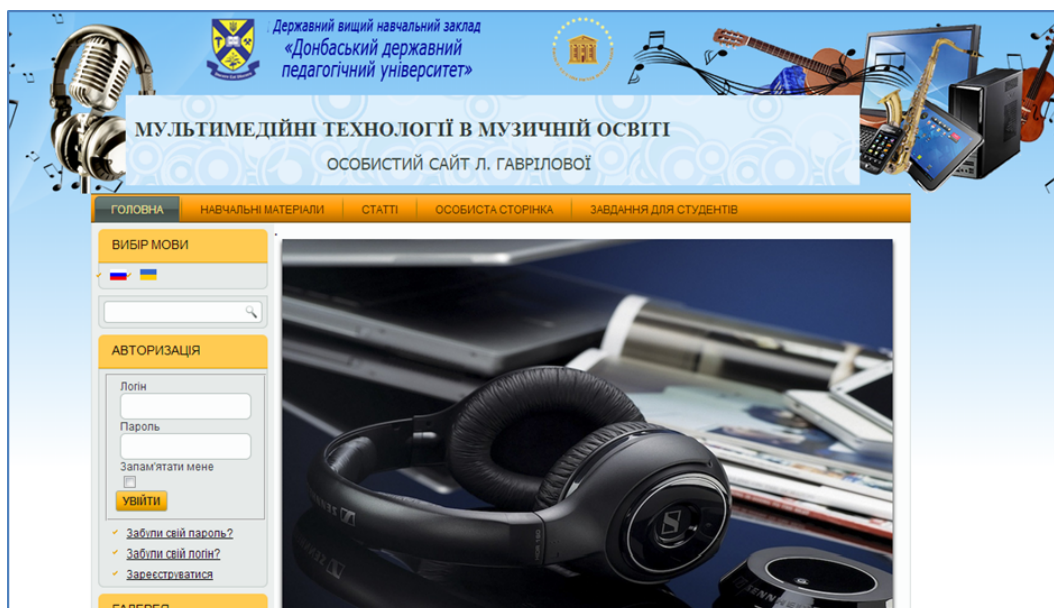 Державний вищий навчальний заклад
«Донбаський державний
педагогічний університет»
МУЛЬТИМЕДІЙНІ ТЕХНОЛОГІЇ В МУЗИЧНІЙ ОСВІТІ
ОСОБИСТИЙ САЙТ Л. ГАВРІЛОВОЇ
ГОЛОВНА
НАВЧАЛЬНІ МАТЕРІАЛИ
СТАТТІ
ОСОБИСТА СТОРІНКА
ЗАВДАННЯ ДЛЯ СТУДЕНТІВ
ВИБІР МОВИ
АВТОРИЗАЦІЯ
Логін
Пароль
Запам'ятати мене
УВІЙТИ
Забули свій пароль?
Забули свій логін?
Зареєструватися
ГАЛЕРЕЯ
SENNHEISER